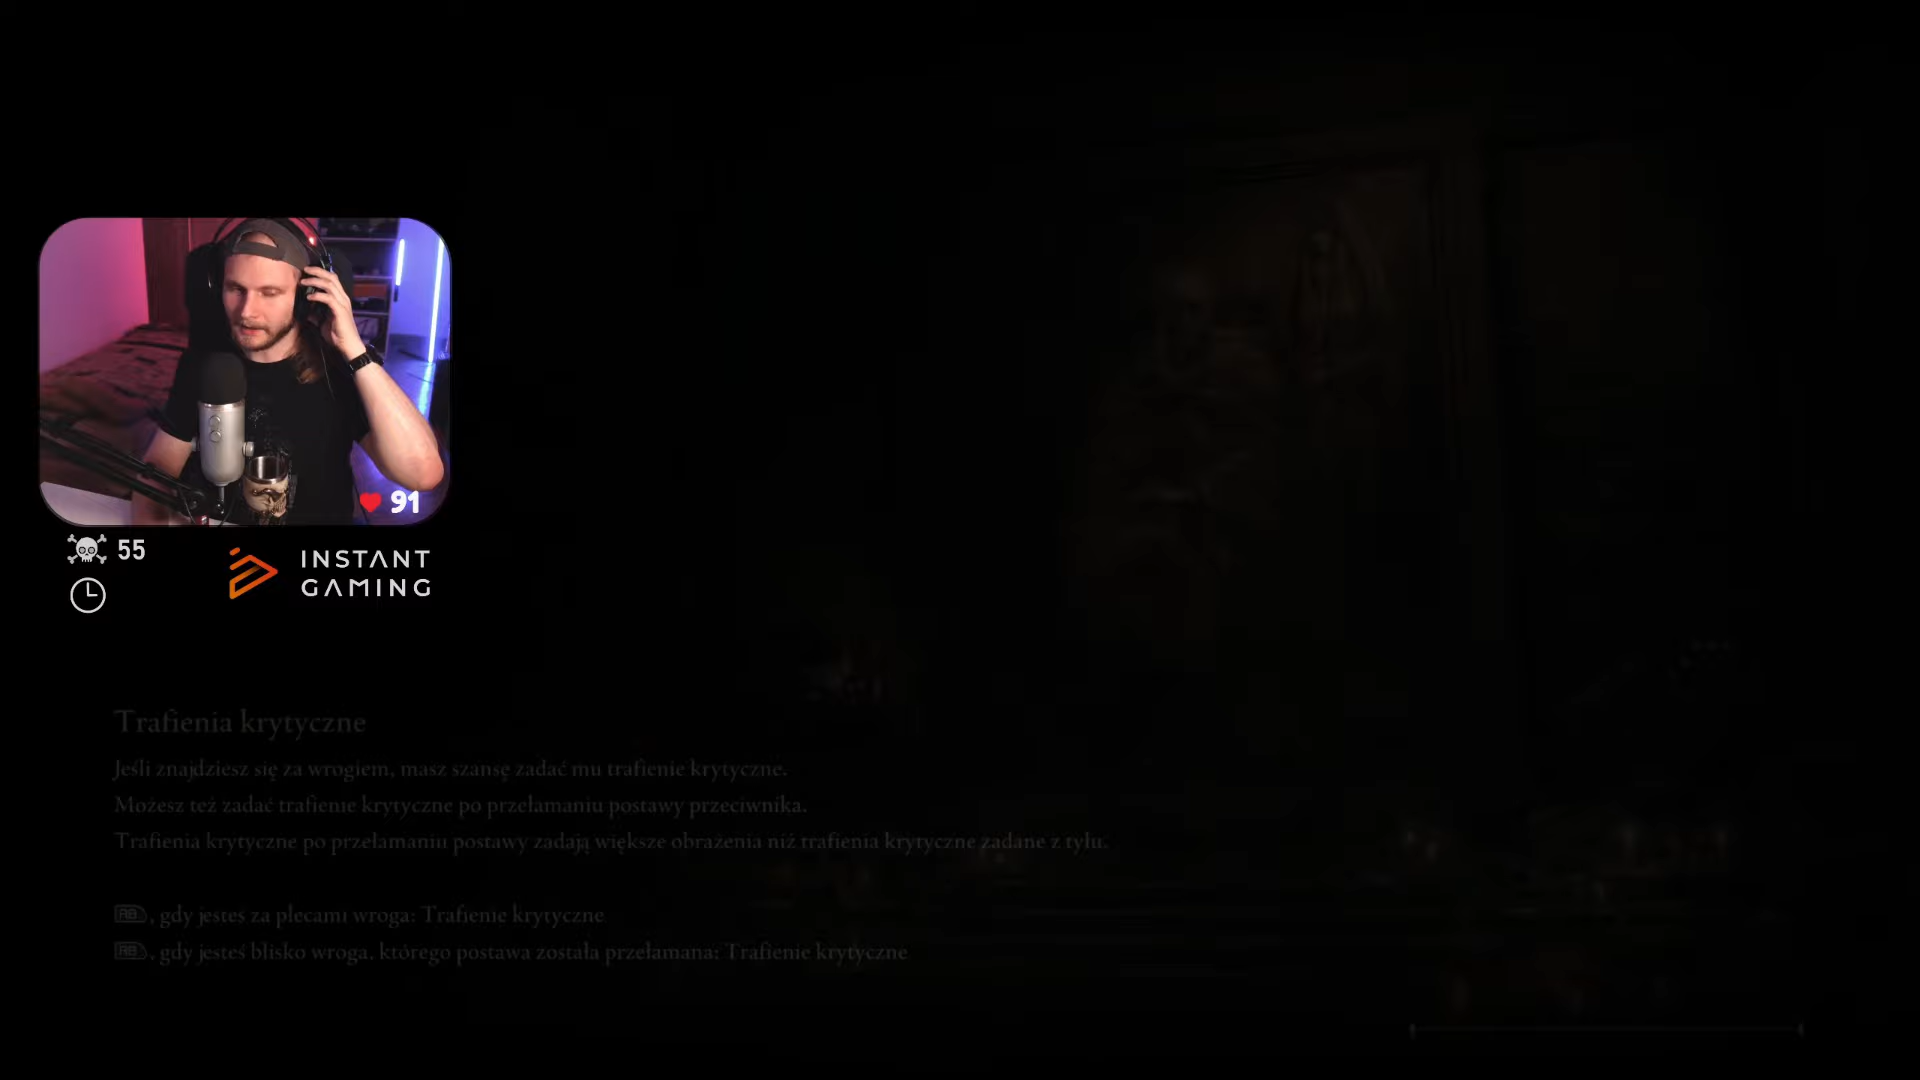 91
55
INSTANT
GAMING
Trafienia krytyczne
Jeśli znajdziesz się za wrogiem, masz szansę zadać mu trafienie krytyczne.
Możesz też zadać trafienie krytyczne po przełamaniu postawy przeciwnika.
Trafienia krytyczne po przełamaniu postawy zadają większe obrażenia niż trafienia krytyczne zadane z tyłu.
RB, gdy jesteś za plecami wroga: Trafienie krytyczne
RB, gdy jesteś blisko wroga, którego postawa została przełamana: Trafienie krytyczne